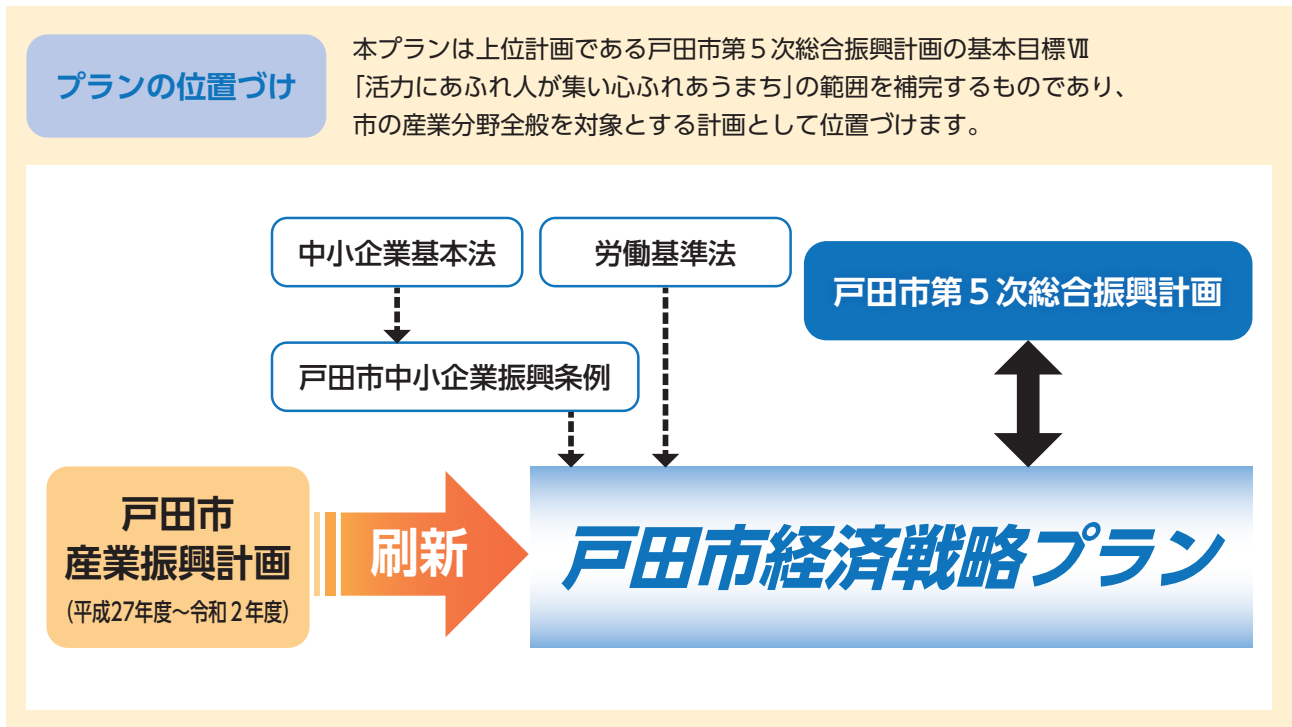 プランの位置づけ
本プランは上位計画である戸田市第５次総合振興計画の基本目標Ⅶ
「活力にあふれ人が集い心ふれあうまち」の範囲を補完するものであり、
市の産業分野全般を対象とする計画として位置づけます。
中小企業基本法
労働基準法
戸田市第５次総合振興計画
戸田市中小企業振興条例
戸田市
産業振興計画
(平成27年度～令和２年度)
刷新
戸田市経済戦略プラン